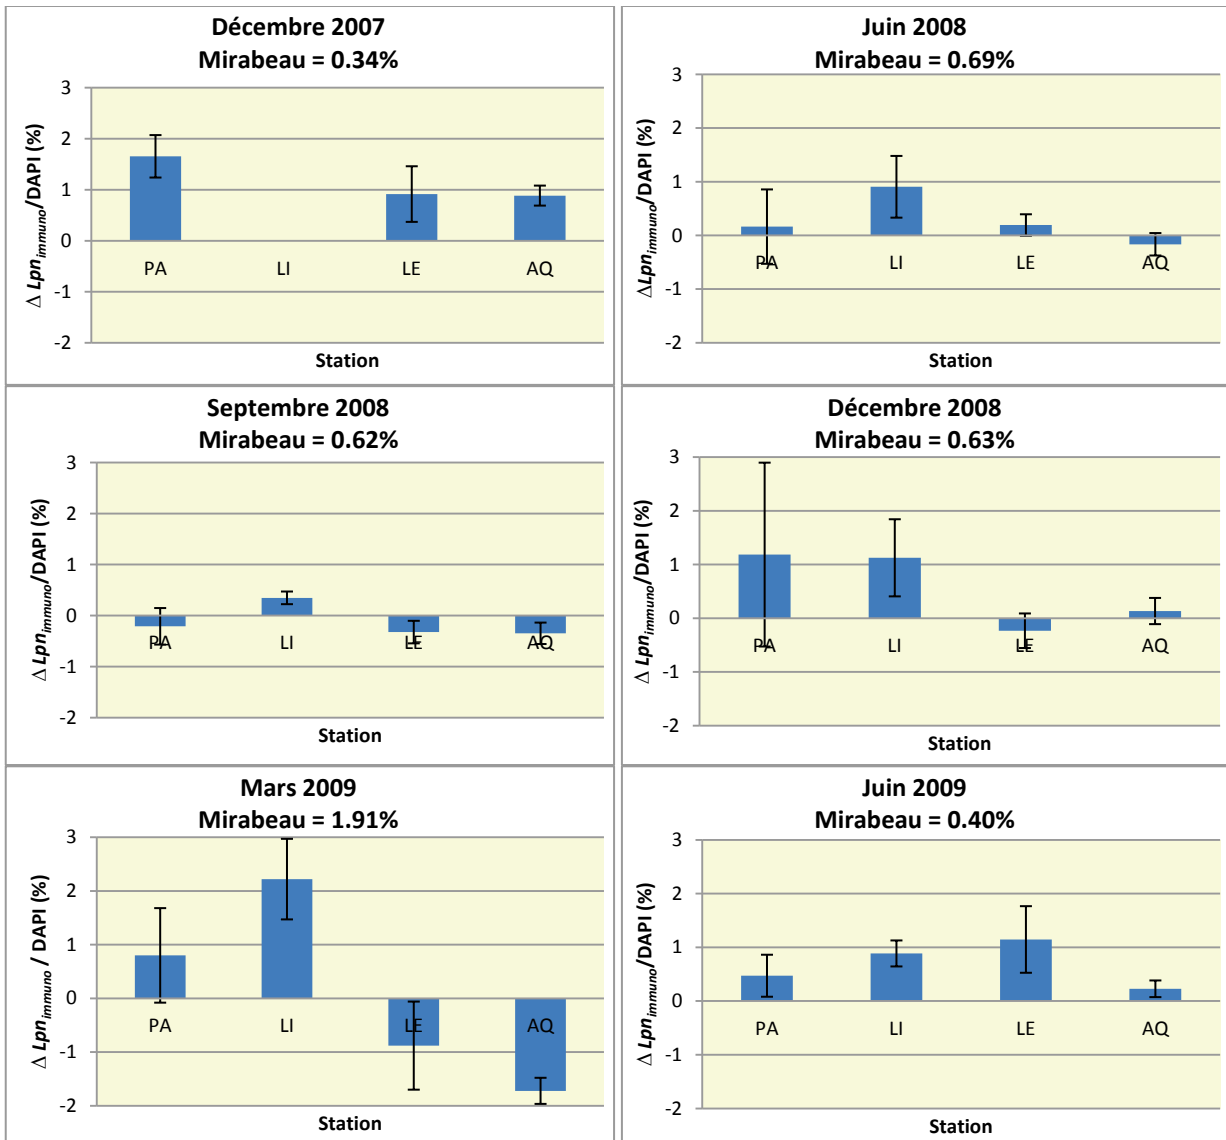 Décembre 2007
Mirabeau = 0.34%
Δ Lpnimmuno/DAPI (%)
3
2
1
0
-1
-2
PA LI LE AQ
Station
Juin 2008
Mirabeau = 0.69%
ΔLpnimmuno/DAPI (%)
3
2
1
0
-1
-2
PA LI LE AQ
Station
Septembre 2008
Mirabeau = 0.62%
Δ Lpnimmuno/DAPI (%)
3
2
1
0
-1
-2
PA LI LE AQ
Station
Décembre 2008
Mirabeau = 0.63%
Δ Lpnimmuno/DAPI (%)
3
2
1
0
-1
-2
PA LI LE AQ
Station
Mars 2009
Mirabeau = 1.91%
Δ Lpnimmuno / DAPI (%)
3
2
1
0
-1
-2
PA LI LE AQ
Station
Juin 2009
Mirabeau = 0.40%
Δ Lpnimmuno/DAPI (%)
3
2
1
0
-1
-2
PA LI LE AQ
Station